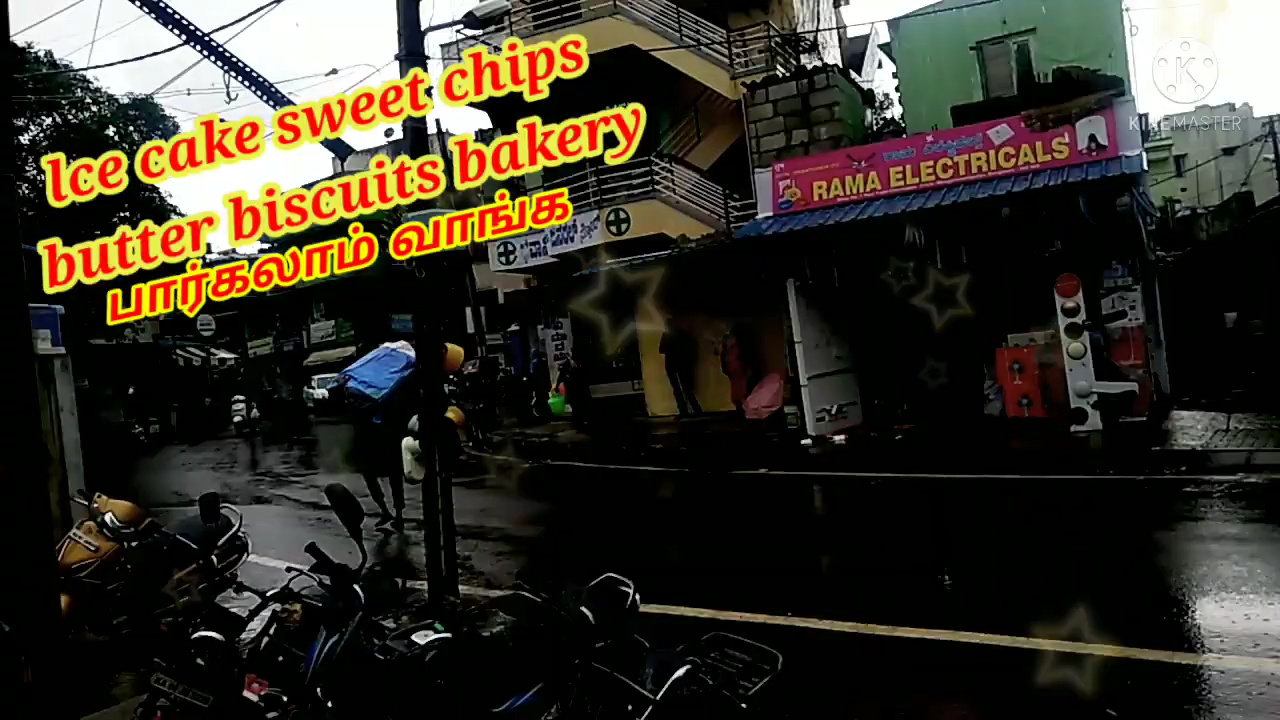 Ice cake sweet chips
butter biscuits bakery
பார்கலாம் வாங்க
KINEMASTER
RAMA ELECTRICALS